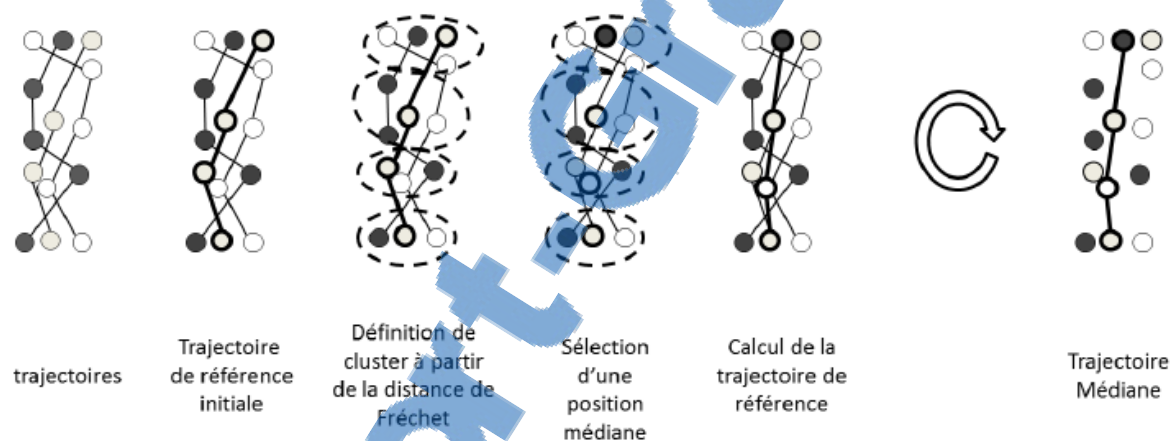 trajectoires
Trajectoire
de référence
initiale
Définition de
cluster à partir
de la distance de
Fréchet
Sélection
d'une
position
médiane
Calcul de la
trajectoire de
référence
Trajectoire
Médiane